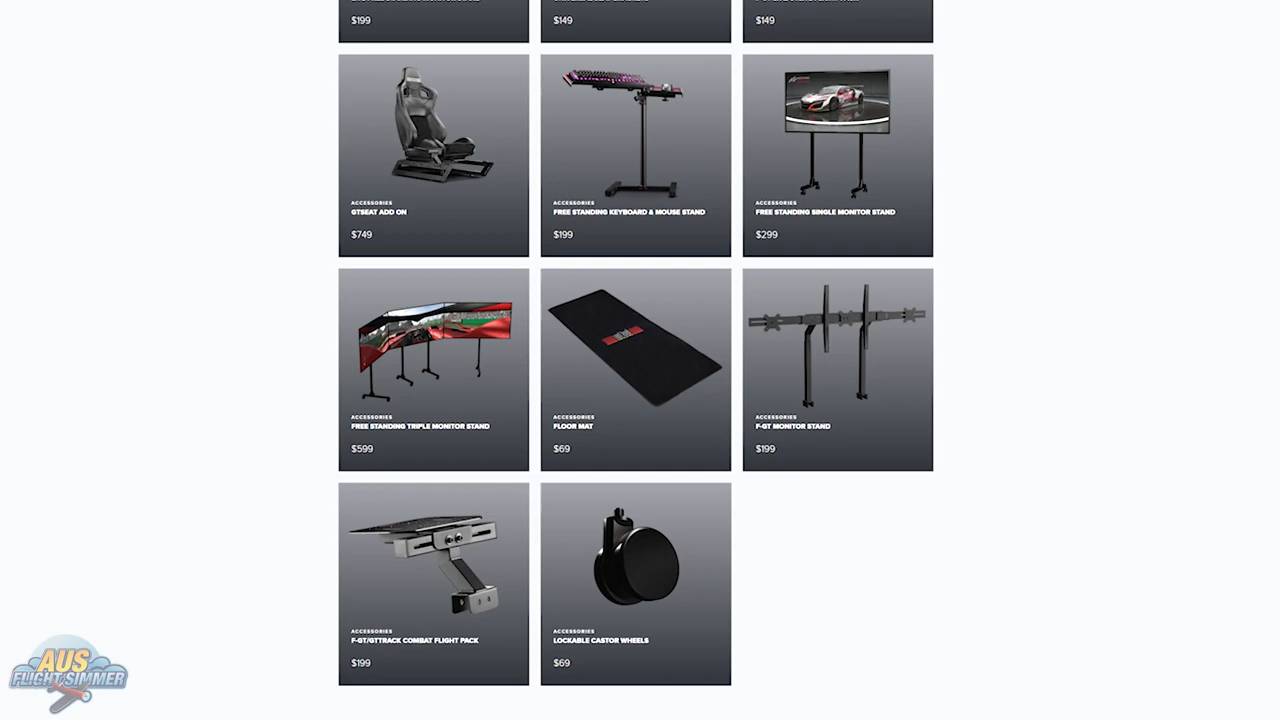 $199
$149
$149
ACCESSORIES
GTSEAT ADD ON
$749
ACCESSORIES
FREE STANDING KEYBOARD & MOUSE STAND
$199
ACCESSORIES
FREE STANDING SINGLE MONITOR STAND
$299
ACCESSORIES
FREE STANDING TRIPLE MONITOR STAND
$599
ACCESSORIES
FLOOR MAT
$69
ACCESSORIES
F-GT MONITOR STAND
$199
ACCESSORIES
F-GT/GTTRACK COMBAT FLIGHT PACK
$199
ACCESSORIES
LOCKABLE CASTOR WHEELS
$69
AUS
FLIGHT SIMMER